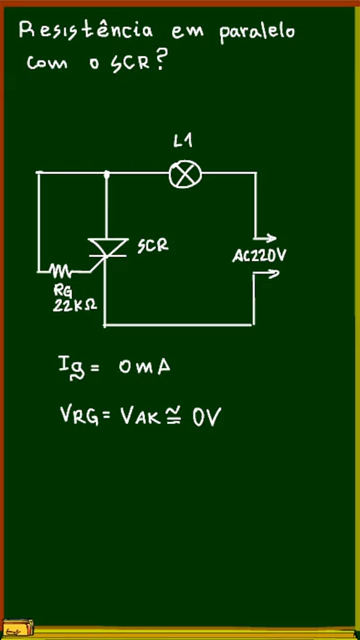 Resistência em paralelo
com o SCR?
L1
SCR
AC220V
RG
22KΩ
Ig = 0mA
VRG = VAK ≅ 0V